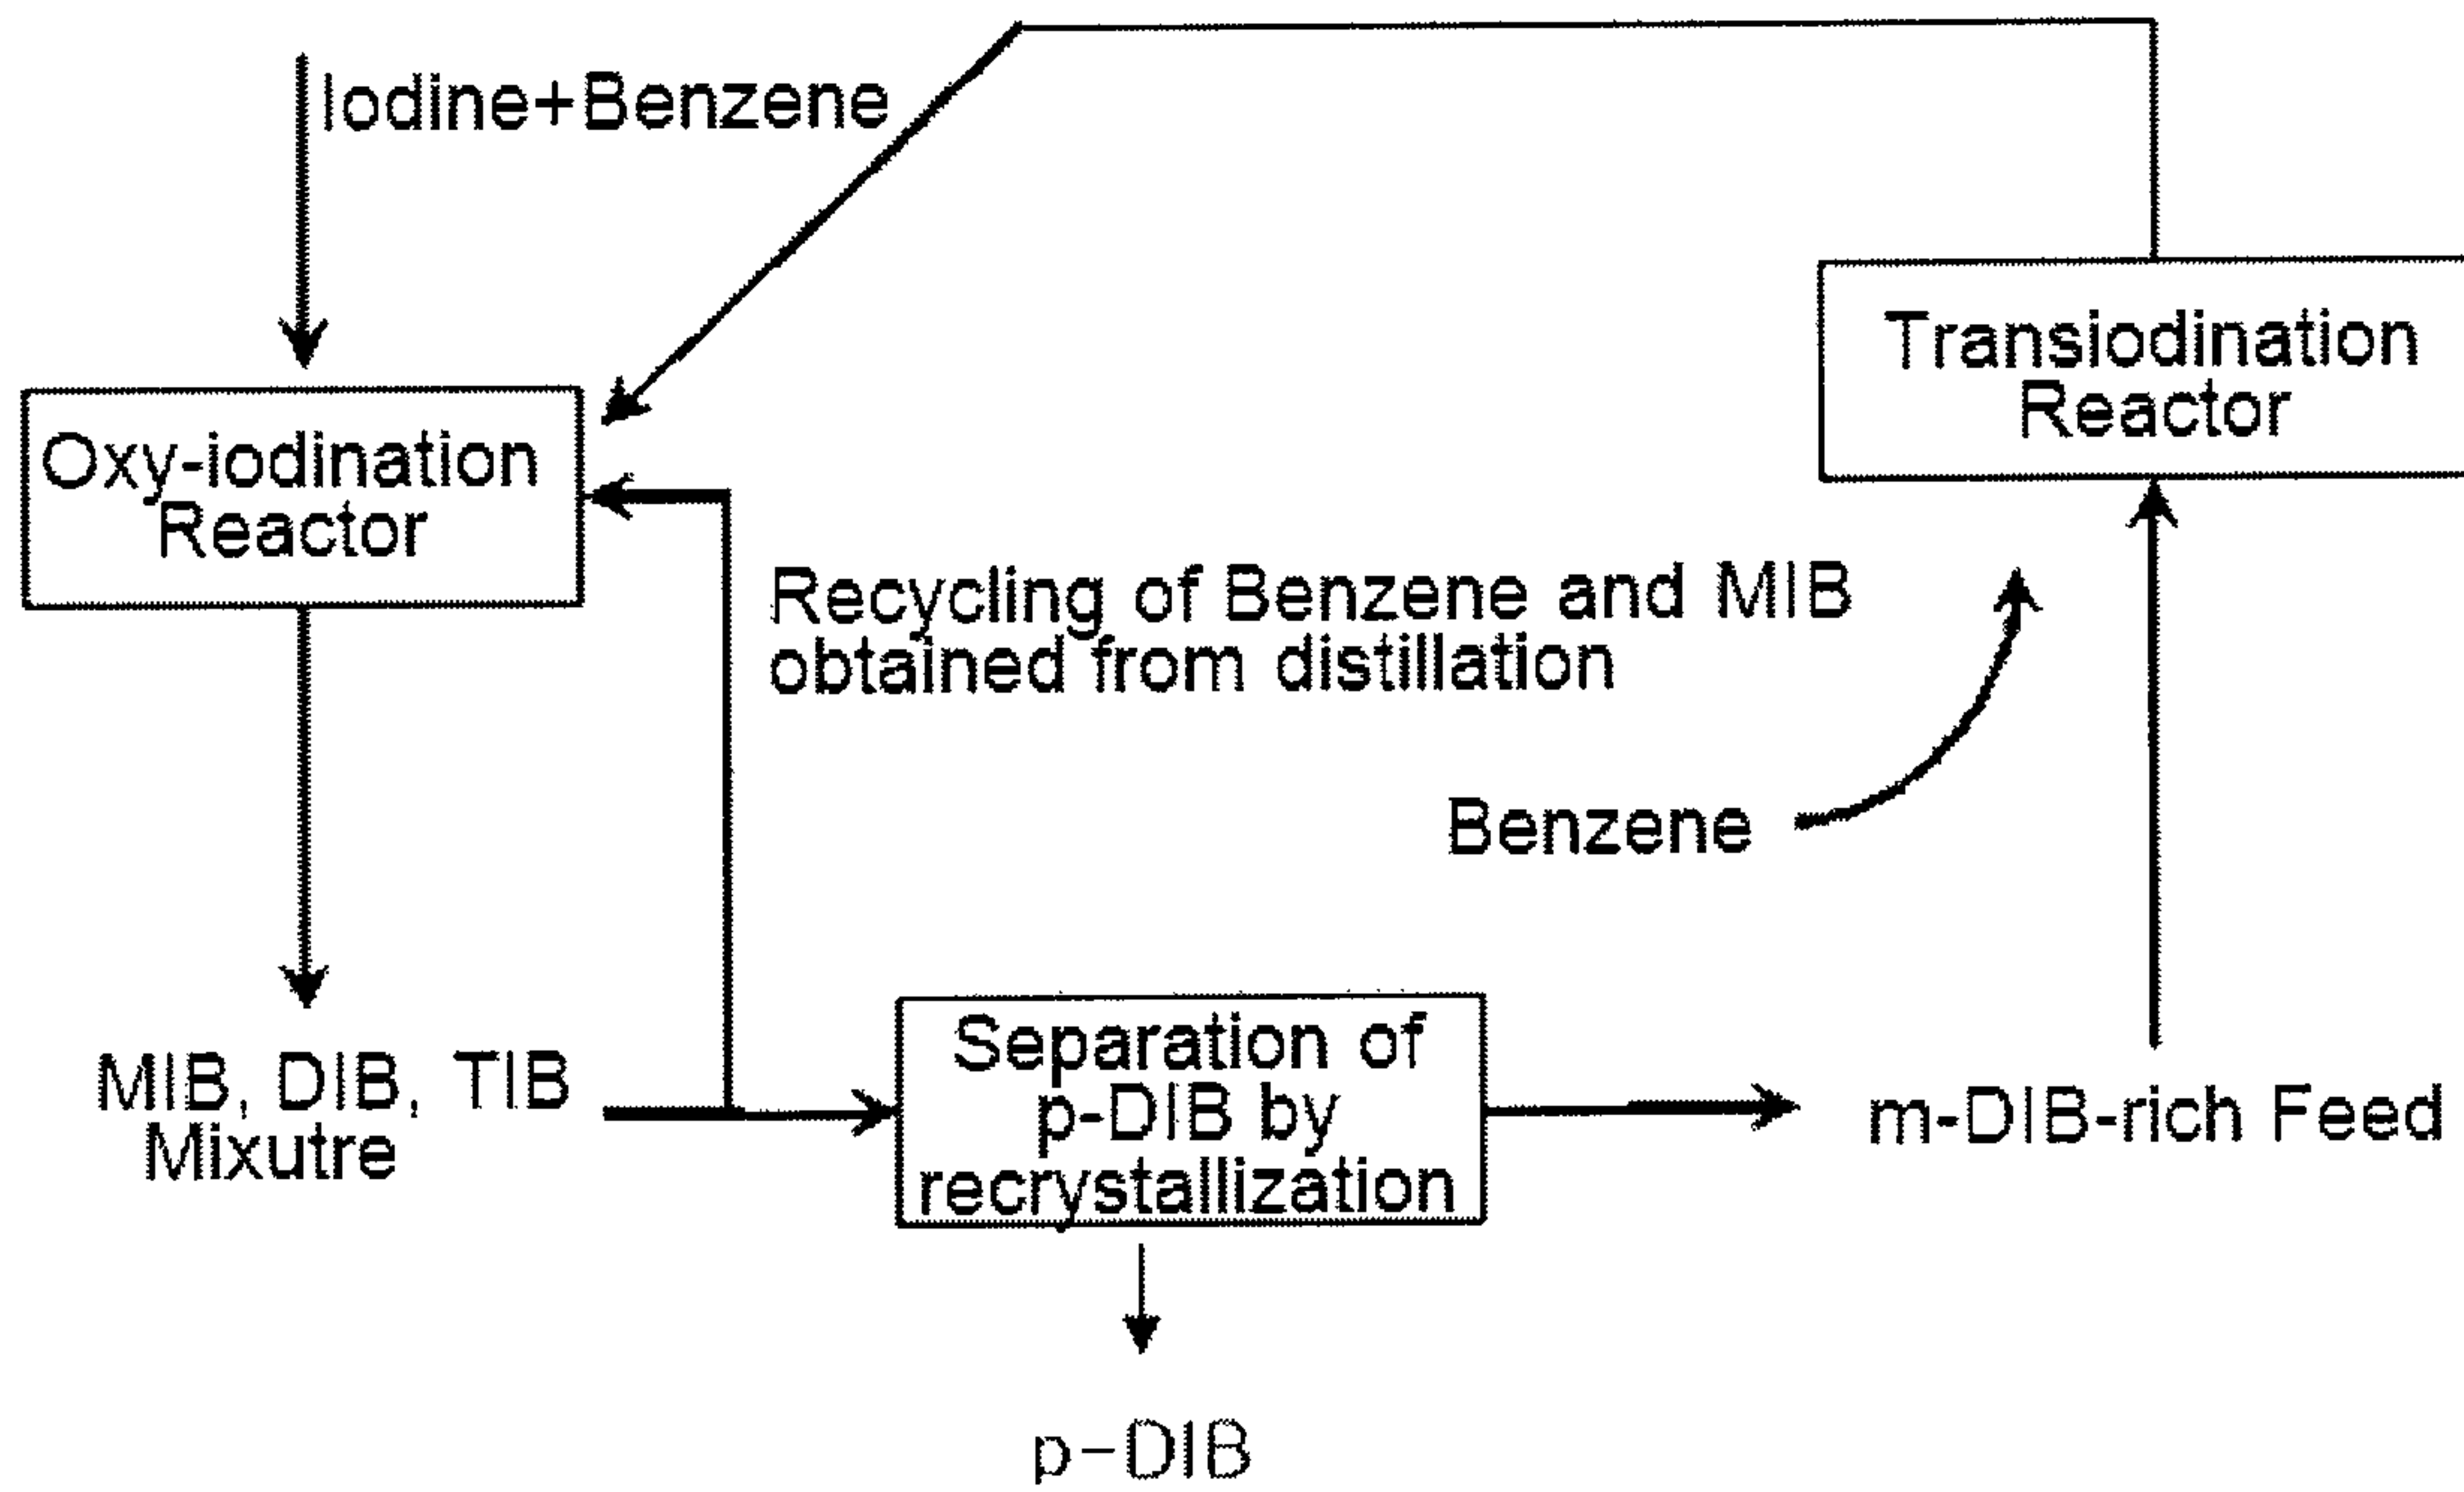 Iodine+Benzene
Transiodination
Reactor
Oxy-iodination
Reactor
Recycling of Benzene and MIB
obtained from distillation
Benzene
MIB, DIB, TIB
Mixutre
Separation of
p-DIB by
recrystallization
m-DIB-rich Feed
p-DIB